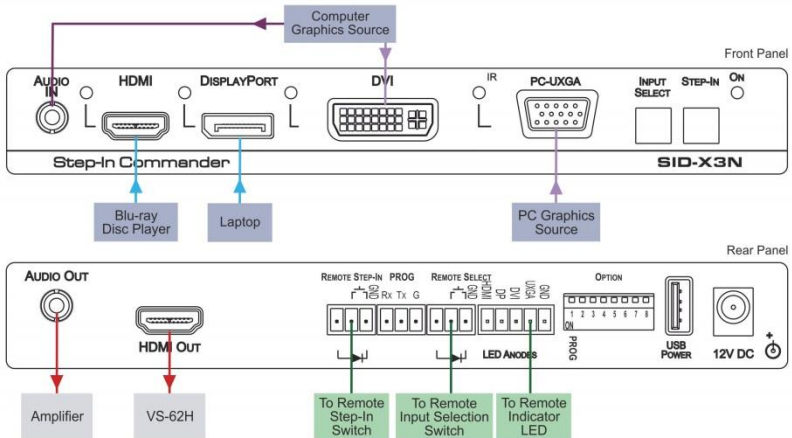 Computer
Graphics Source
Front Panel
AUDIO
IN
HDMI
DISPLAYPORT
DVI
IR
PC-UXGA
INPUT
SELECT
STEP-IN
ON
Step-In Commander
SID-X3N
Blu-ray
Disc Player
Laptop
PC Graphics
Source
Rear Panel
AUDIO OUT
HDMI OUT
REMOTE STEP-IN
GND
PROG
Rx Tx G
REMOTE SELECT
GND
HDMI
DP
DVI
UXGA
GND
LED ANODES
OPTION
1 2 3 4 5 6 7 8
ON
PROG
USB
POWER
12V DC
+
Amplifier
VS-62H
To Remote
Step-In
Switch
To Remote
Input Selection
Switch
To Remote
Indicator
LED